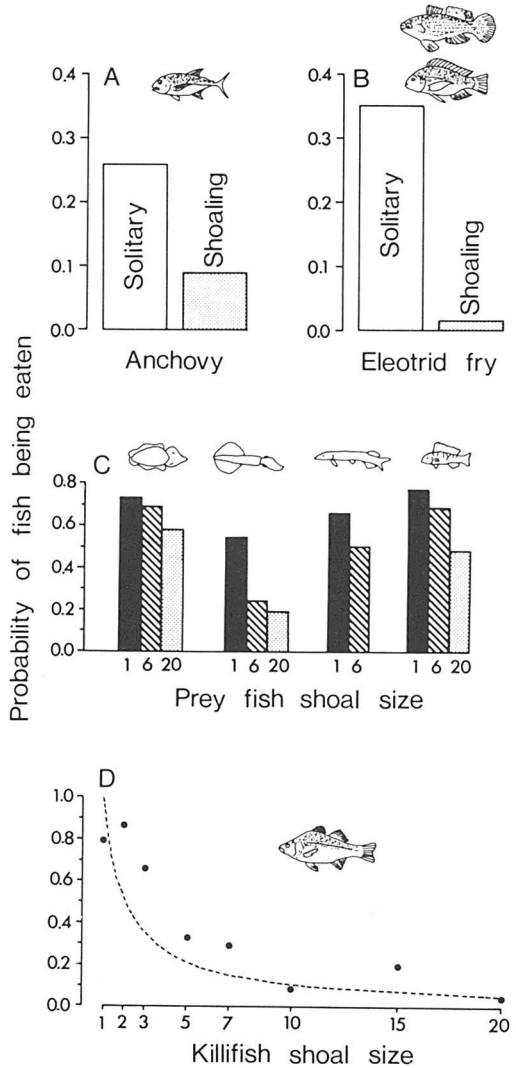 A
0.4
0.3
0.2
0.1
0.0
Solitary
Shoaling
Anchovy
B
0.4
0.3
0.2
0.1
0.0
Solitary
Shoaling
Eleotrid fry
Probability of fish being eaten
C
0.8
0.6
0.4
0.2
0.0
1 6 20 1 6 20 1 6 1 6 20
Prey fish shoal size
D
1.0
0.8
0.6
0.4
0.2
0.0
1 2 3 5 7 10 15 20
Killifish shoal size